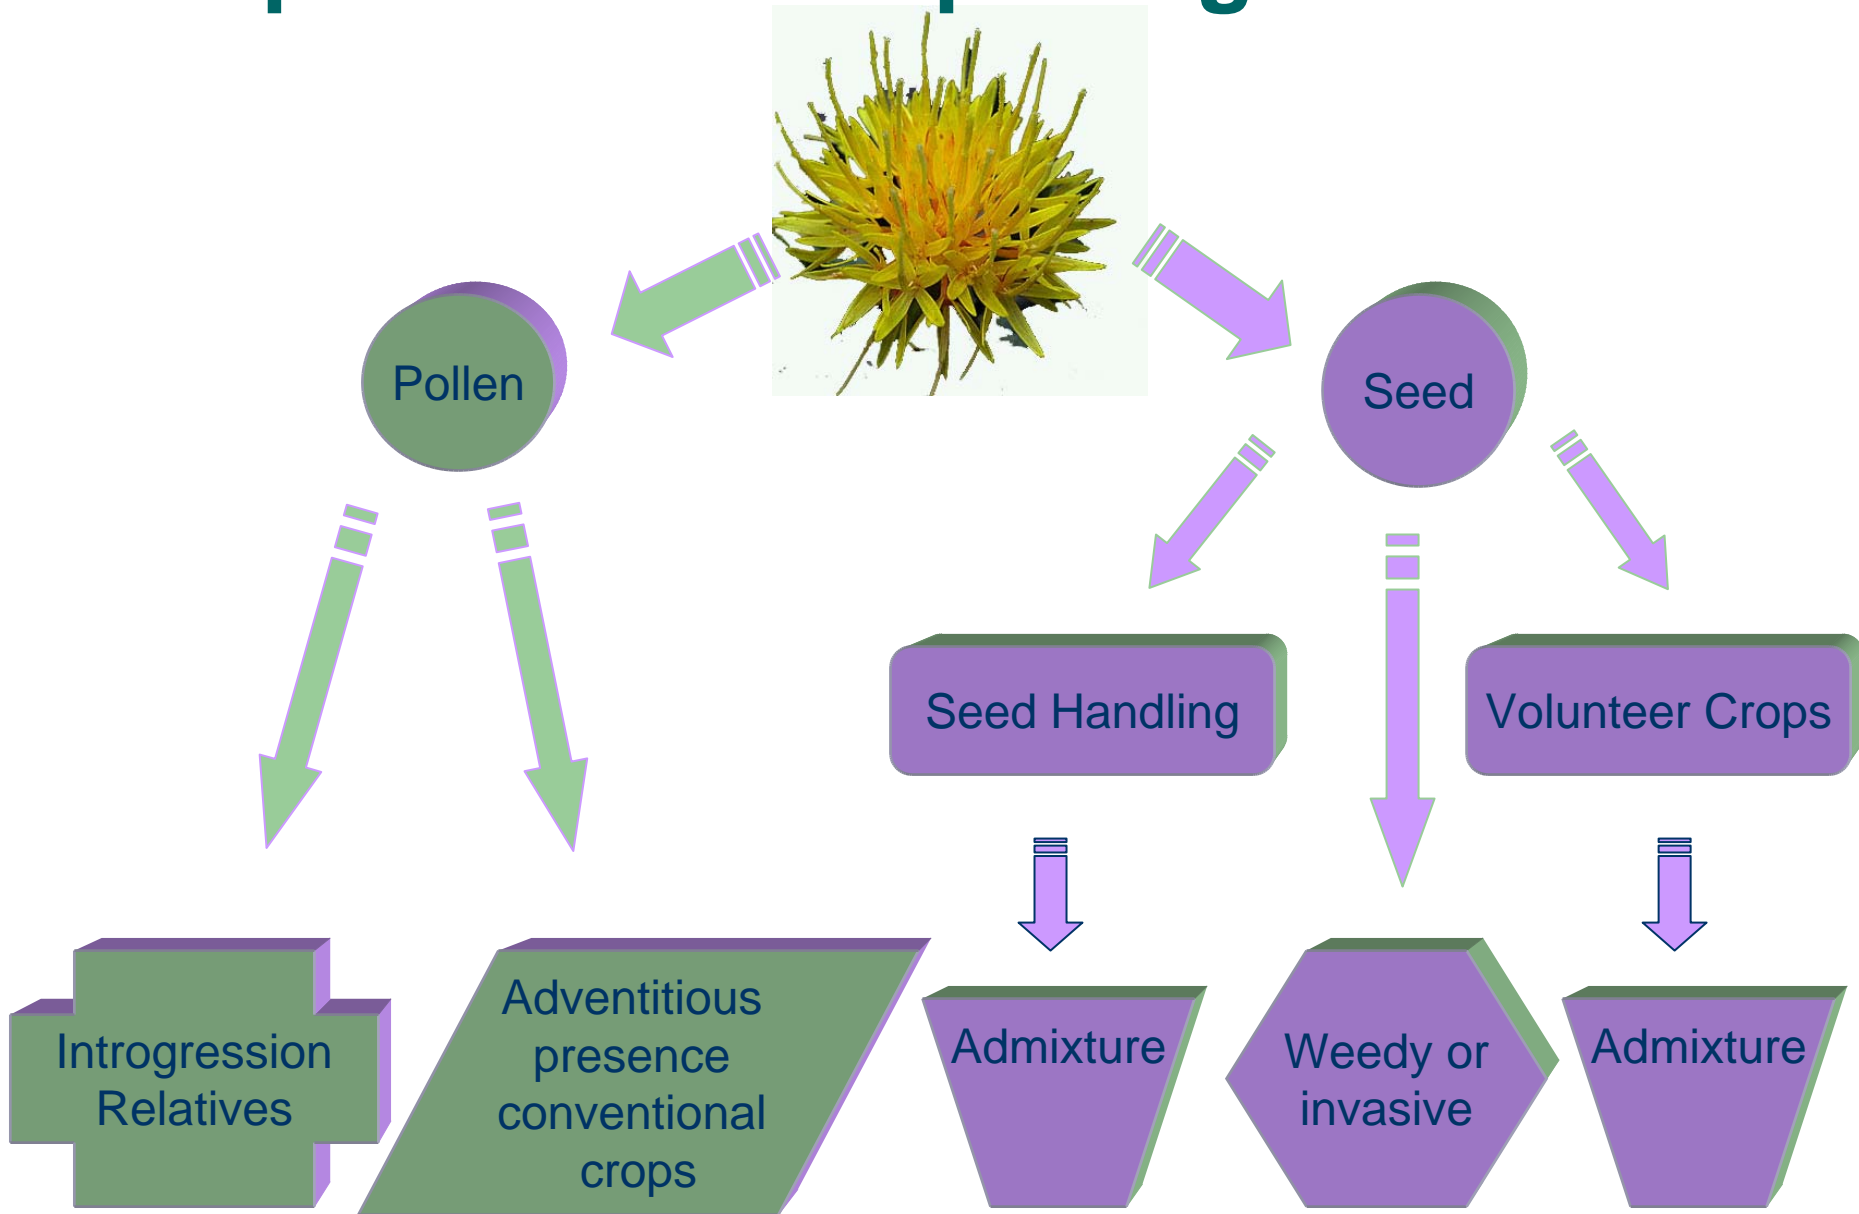 Pollen
Seed
Seed Handling
Volunteer Crops
Introgression
Relatives
Adventitious
presence
conventional
crops
Admixture
Weedy or
invasive
Admixture